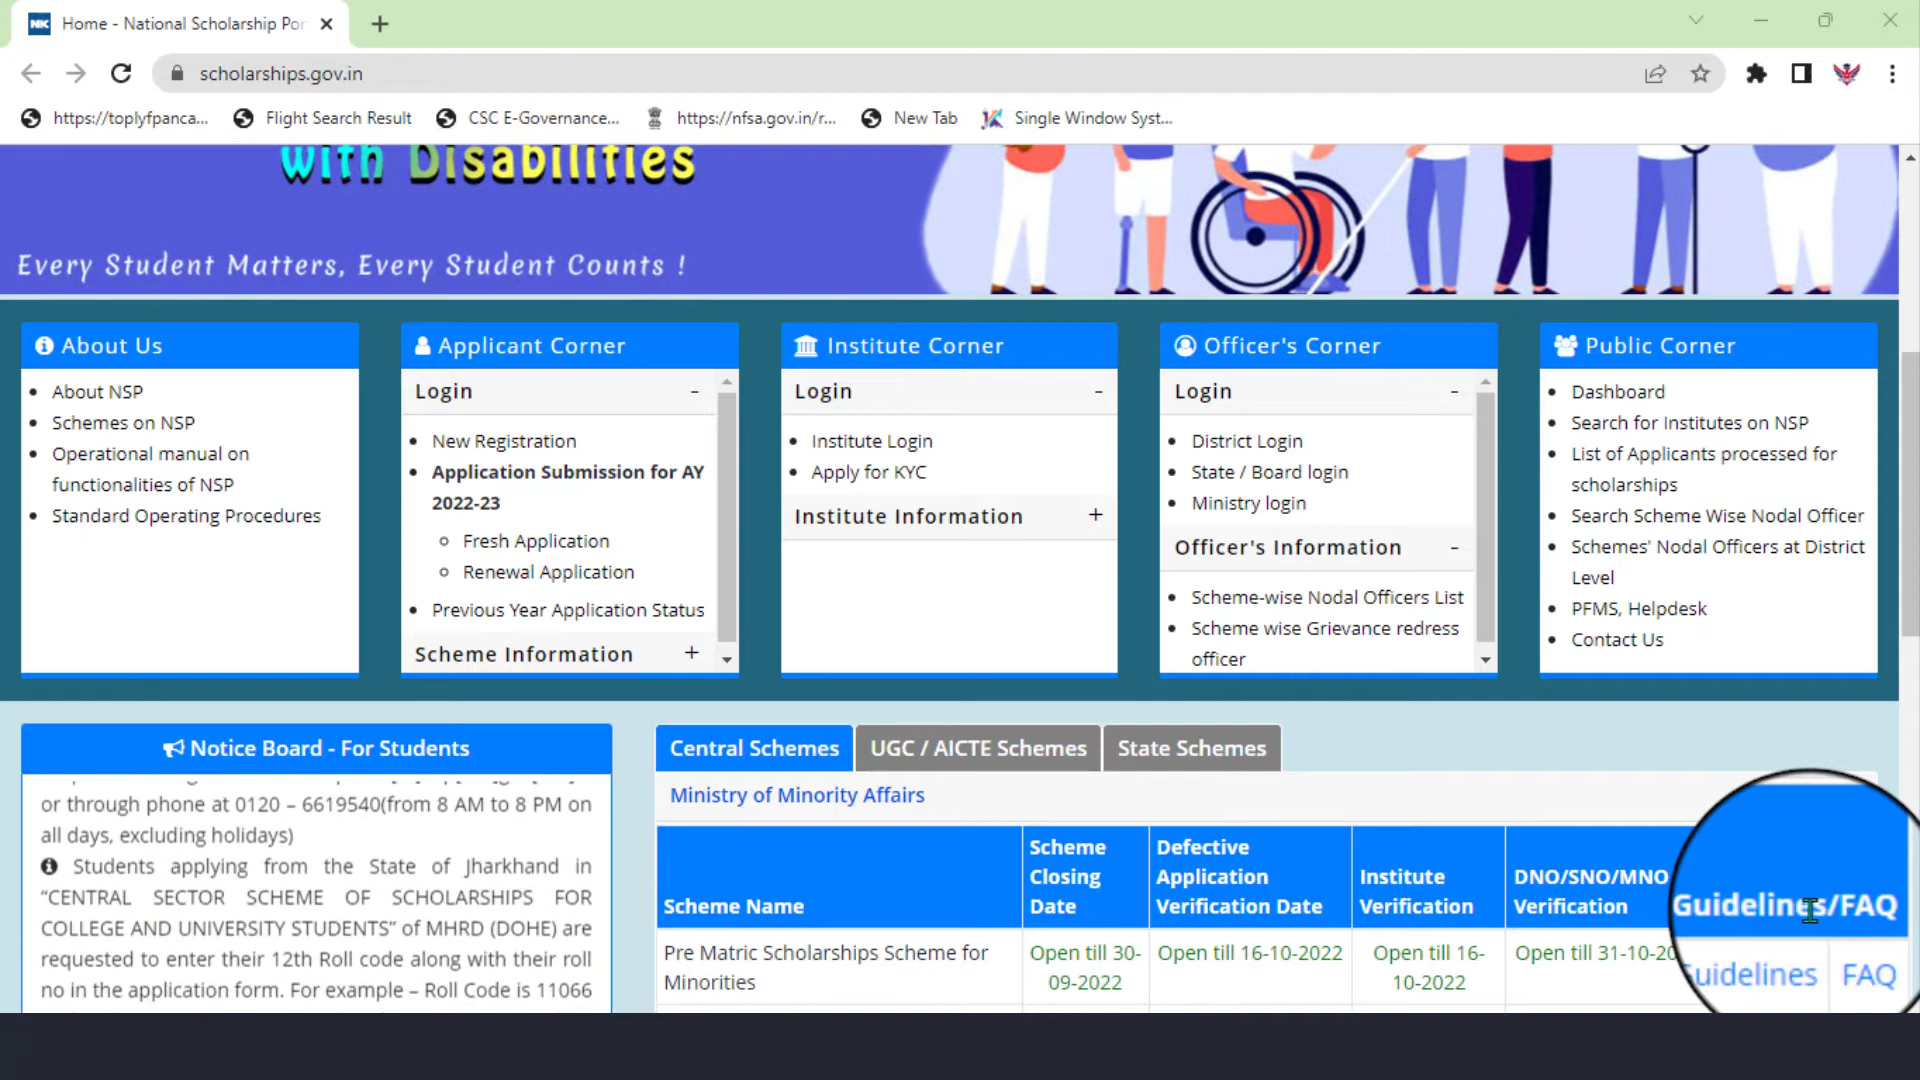 Home - National Scholarship Por
scholarships.gov.in
https://toplyfpanca...
Flight Search Result
CSC E-Governance...
https://nfsa.gov.in/r...
New Tab
Single Window Syst...
with Disabilities
Every Student Matters, Every Student Counts !
About Us
About NSP
Schemes on NSP
Operational manual on
functionalities of NSP
Standard Operating Procedures
Applicant Corner
Login -
New Registration
Application Submission for AY
2022-23
Fresh Application
Renewal Application
Previous Year Application Status
Scheme Information +
Institute Corner
Login -
Institute Login
Apply for KYC
Institute Information +
Officer's Corner
Login -
District Login
State / Board login
Ministry login
Officer's Information -
Scheme-wise Nodal Officers List
Scheme wise Grievance redress
officer
Public Corner
Dashboard
Search for Institutes on NSP
List of Applicants processed for
scholarships
Search Scheme Wise Nodal Officer
Schemes' Nodal Officers at District
Level
PFMS, Helpdesk
Contact Us
Notice Board - For Students
or through phone at 0120 – 6619540(from 8 AM to 8 PM on
all days, excluding holidays)
Students applying from the State of Jharkhand in
“CENTRAL SECTOR SCHEME OF SCHOLARSHIPS FOR
COLLEGE AND UNIVERSITY STUDENTS” of MHRD (DOHE) are
requested to enter their 12th Roll code along with their roll
no in the application form. For example – Roll Code is 11066
Central Schemes
UGC / AICTE Schemes
State Schemes
Ministry of Minority Affairs
Scheme Name
Scheme
Closing
Date
Defective
Application
Verification Date
Institute
Verification
DNO/SNO/MNO
Verification
Guidelines/FAQ
Pre Matric Scholarships Scheme for
Minorities
Open till 30-
09-2022
Open till 16-10-2022
Open till 16-
10-2022
Open till 31-10-20
uidelines
FAQ